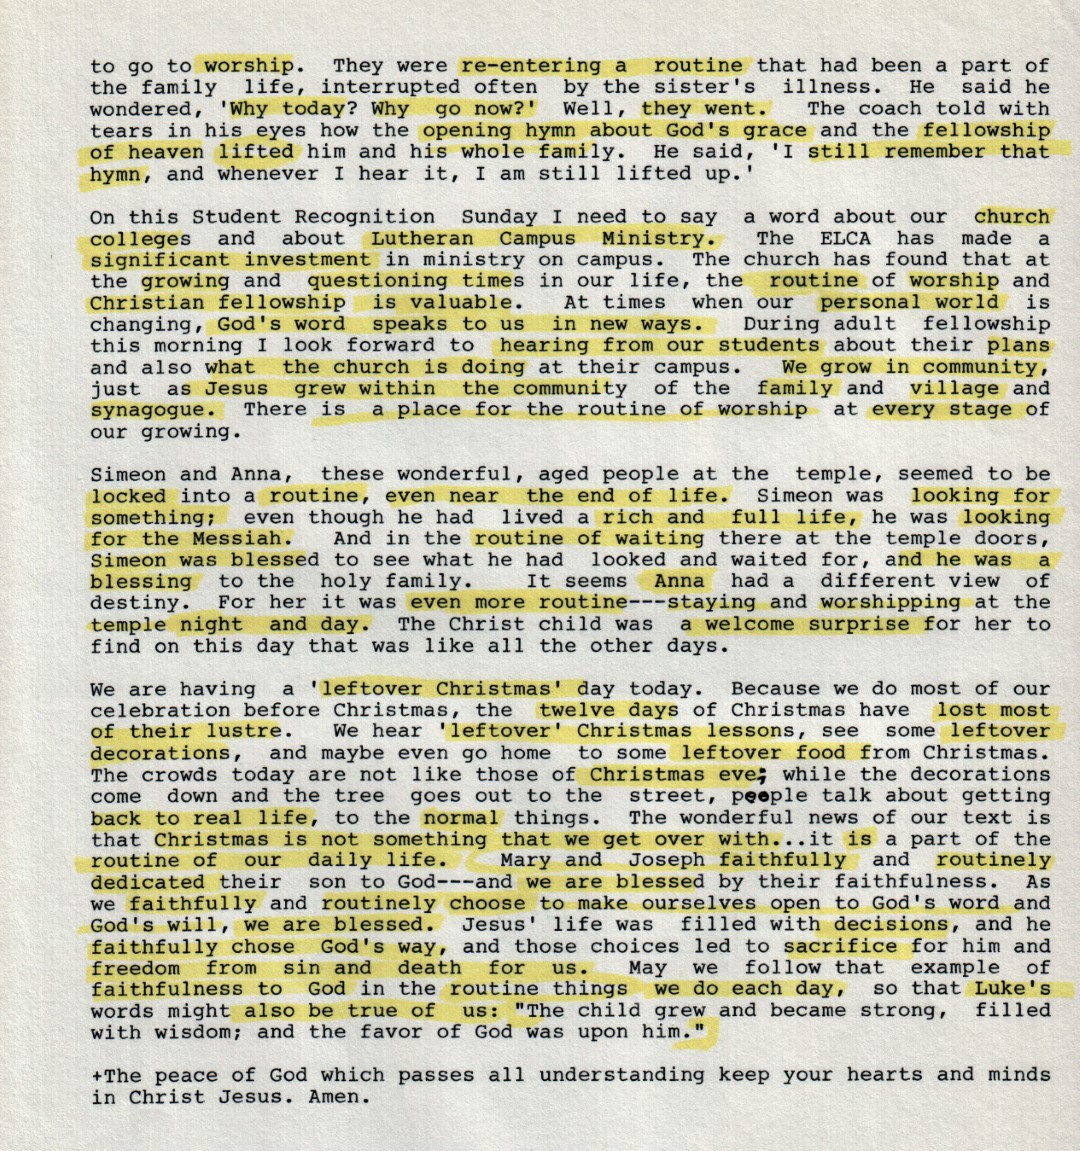 to go to worship. They were re-entering a routine that had been a part of
the family life, interrupted often by the sister's illness. He said he
wondered, 'Why today? Why go now?' Well, they went. The coach told with
tears in his eyes how the opening hymn about God's grace and the fellowship
of heaven lifted him and his whole family. He said, 'I still remember that
hymn, and whenever I hear it, I am still lifted up.'
On this Student Recognition Sunday I need to say a word about our church
colleges and about Lutheran Campus Ministry. The ELCA has made a
significant investment in ministry on campus. The church has found that at
the growing and questioning times in our life, the routine of worship and
Christian fellowship is valuable. At times when our personal world is
changing, God's word speaks to us in new ways. During adult fellowship
this morning I look forward to hearing from our students about their plans
and also what the church is doing at their campus. We grow in community,
just as Jesus grew within the community of the family and village and
synagogue. There is a place for the routine of worship at every stage of
our growing.
Simeon and Anna, these wonderful, aged people at the temple, seemed to be
locked into a routine, even near the end of life. Simeon was looking for
something; even though he had lived a rich and full life, he was looking
for the Messiah. And in the routine of waiting there at the temple doors,
Simeon was blessed to see what he had looked and waited for, and he was a
blessing to the holy family. It seems Anna had a different view of
destiny. For her it was even more routine---staying and worshipping at the
temple night and day. The Christ child was a welcome surprise for her to
find on this day that was like all the other days.
We are having a 'leftover Christmas' day today. Because we do most of our
celebration before Christmas, the twelve days of Christmas have lost most
of their lustre. We hear 'leftover' Christmas lessons, see some leftover
decorations, and maybe even go home to some leftover food from Christmas.
The crowds today are not like those of Christmas eve; while the decorations
come down and the tree goes out to the street, people talk about getting
back to real life, to the normal things. The wonderful news of our text is
that Christmas is not something that we get over with...it is a part of the
routine of our daily life. Mary and Joseph faithfully and routinely
dedicated their son to God---and we are blessed by their faithfulness. As
we faithfully and routinely choose to make ourselves open to God's word and
God's will, we are blessed. Jesus' life was filled with decisions, and he
faithfully chose God's way, and those choices led to sacrifice for him and
freedom from sin and death for us. May we follow that example of
faithfulness to God in the routine things we do each day, so that Luke's
words might also be true of us: "The child grew and became strong, filled
with wisdom; and the favor of God was upon him."
+The peace of God which passes all understanding keep your hearts and minds
in Christ Jesus. Amen.